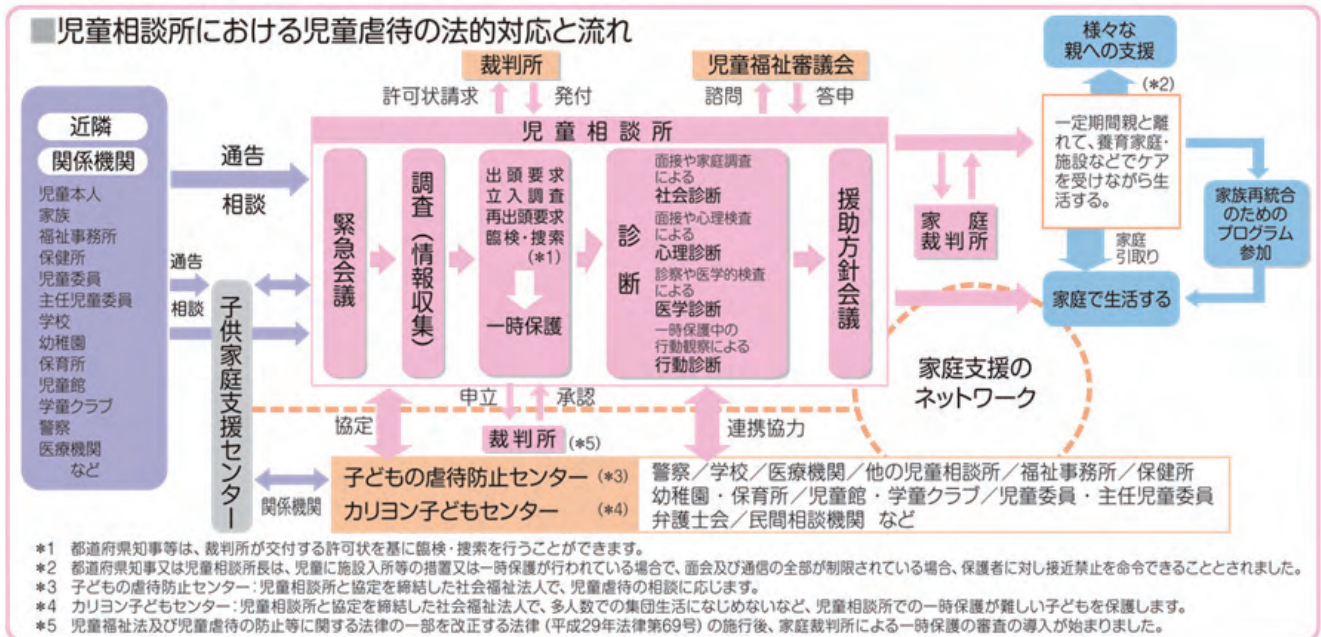 ■児童相談所における児童虐待の法的対応と流れ
近隣
関係機関
児童本人
家族
福祉事務所
保健所
児童委員
主任児童委員
学校
幼稚園
保育所
児童館
学童クラブ
警察
医療機関
など
通告
相談
通告
相談
子供家庭支援センター
裁判所
許可状請求
発付
児童福祉審議会
諮問
答申
児童相談所
緊急会議
調査(情報収集)
出頭要求
立入調査
再出頭要求
臨検・捜索
(*1)
一時保護
診断
面接や家庭調査
による
社会診断
面接や心理検査
による
心理診断
診察や医学的検査
による
医学診断
一時保護中の
行動観察による
行動診断
援助方針会議
家庭
裁判所
様々な
親への支援
(*2)
一定期間親と離
れて、養育家庭・
施設などでケア
を受けながら生
活する。
家庭
引取り
家族再統合
のための
プログラム
参加
家庭で生活する
家庭支援の
ネットワーク
協定
申立
承認
裁判所 (*5)
連携協力
関係機関
子どもの虐待防止センター (*3)
カリヨン子どもセンター (*4)
警察/学校/医療機関/他の児童相談所/福祉事務所/保健所
幼稚園・保育所/児童館・学童クラブ/児童委員・主任児童委員
弁護士会/民間相談機関 など
*1 都道府県知事等は、裁判所が交付する許可状を基に臨検・捜索を行うことができます。
*2 都道府県知事又は児童相談所長は、児童に施設入所等の措置又は一時保護が行われている場合で、面会及び通信の全部が制限されている場合、保護者に対し接近禁止を命令できることとされました。
*3 子どもの虐待防止センター:児童相談所と協定を締結した社会福祉法人で、児童虐待の相談に応じます。
*4 カリヨン子どもセンター:児童相談所と協定を締結した社会福祉法人で、多人数での集団生活になじめないなど、児童相談所での一時保護が難しい子どもを保護します。
*5 児童福祉法及び児童虐待の防止等に関する法律の一部を改正する法律(平成29年法律第69号)の施行後、家庭裁判所による一時保護の審査の導入が始まりました。